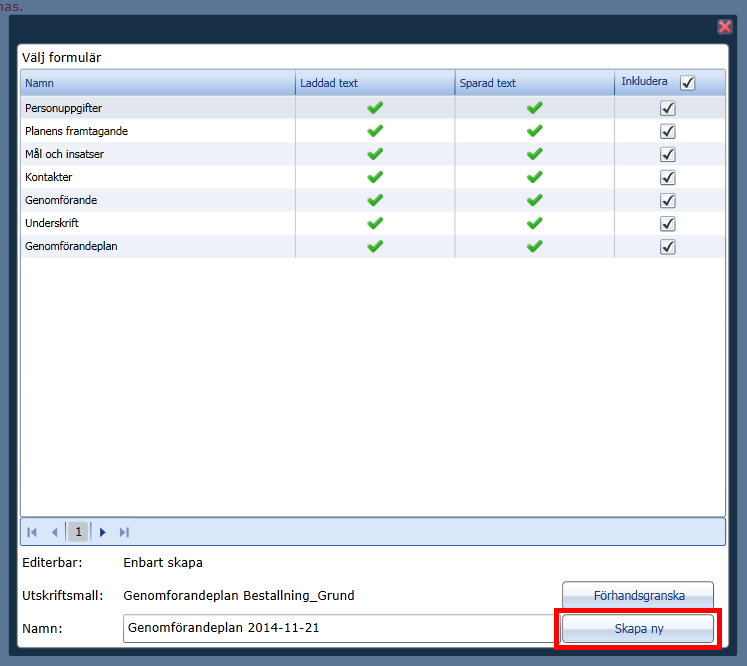 nas.
Välj formulär
Namn Laddad text Sparad text Inkludera
Personuppgifter
Planens framtagande
Mål och insatser
Kontakter
Genomförande
Underskrift
Genomförandeplan
1
Editerbar: Enbart skapa
Utskriftsmall: Genomforandeplan Bestallning_Grund Förhandsgranska
Namn: Genomförandeplan 2014-11-21 Skapa ny